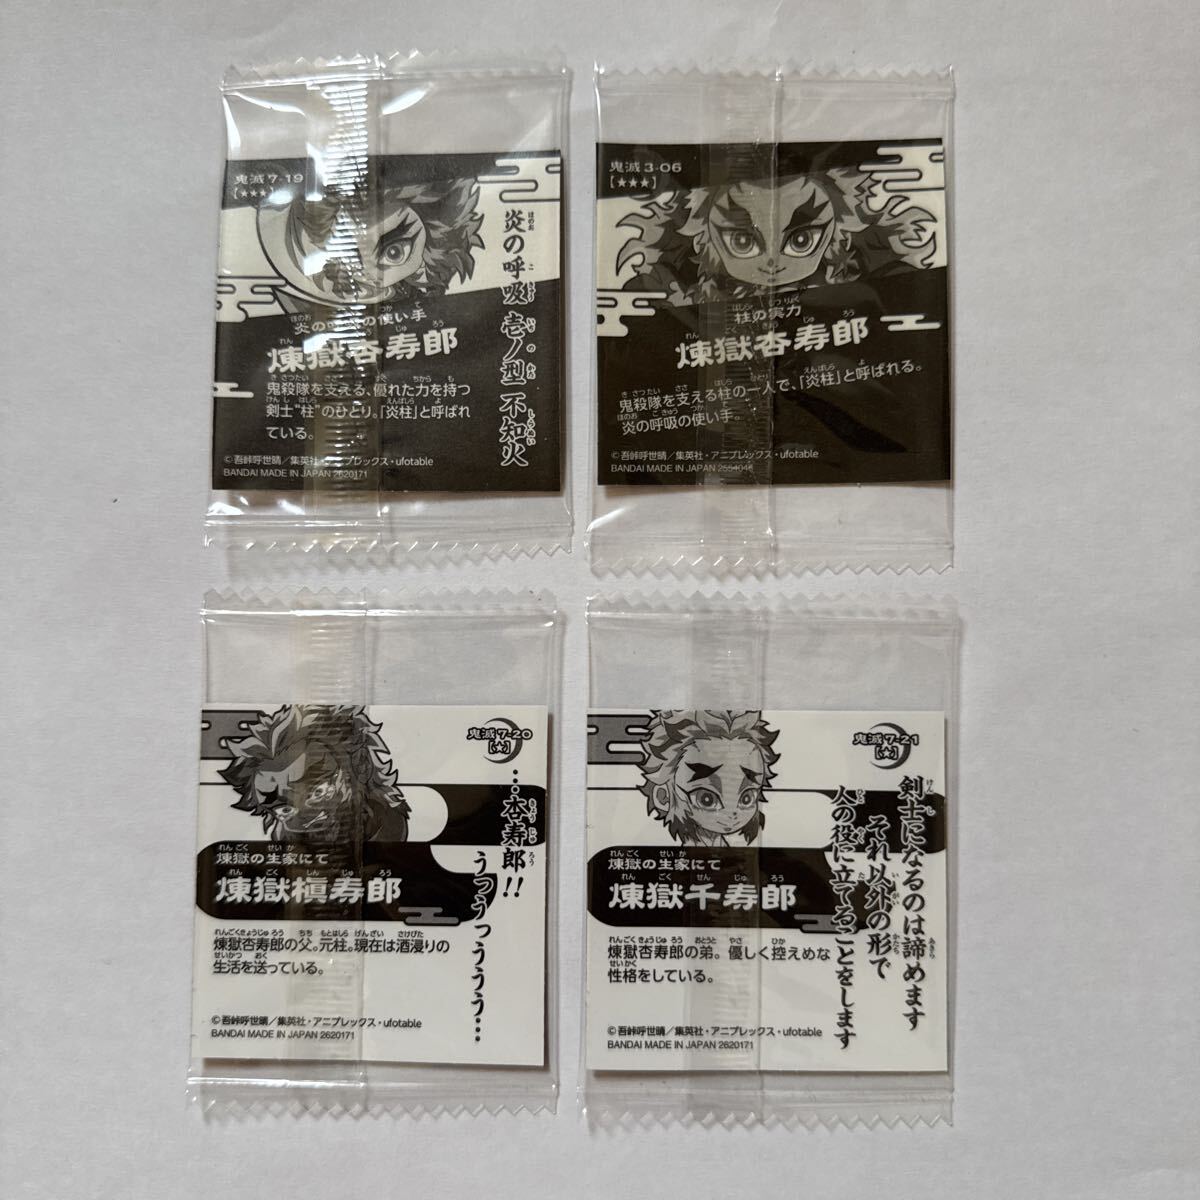 鬼滅7-19
[★★★]
炎の呼吸 壱ノ型 不知火
炎の呼吸の使い手
煉獄杏寿郎
鬼殺隊を支える、優れた力を持つ
剣士“柱”のひとり。「炎柱」と呼ばれ
ている。
©吾峠呼世晴／集英社・アニプレックス・ufotable
BANDAI MADE IN JAPAN 2620171
鬼滅3-06
[★★★]
柱の実力
煉獄杏寿郎
鬼殺隊を支える柱の一人で、「炎柱」と呼ばれる。
炎の呼吸の使い手。
©吾峠呼世晴／集英社・アニプレックス・ufotable
BANDAI MADE IN JAPAN 2554046
鬼滅7-20
[★]
…杏寿郎!!
うっうっううう…
煉獄の生家にて
煉獄槇寿郎
煉獄杏寿郎の父。元柱。現在は酒浸りの
生活を送っている。
©吾峠呼世晴／集英社・アニプレックス・ufotable
BANDAI MADE IN JAPAN 2620171
鬼滅7-21
[★]
剣士になるのは諦めます
それ以外の形で
人の役に立てることをします
煉獄の生家にて
煉獄千寿郎
煉獄杏寿郎の弟。優しく控えめな
性格をしている。
©吾峠呼世晴／集英社・アニプレックス・ufotable
BANDAI MADE IN JAPAN 2620171